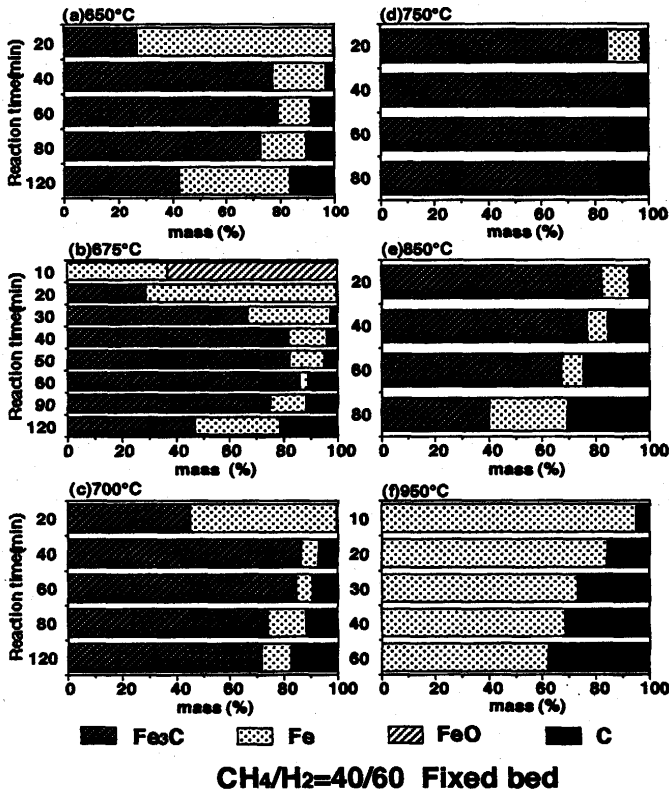 (a)650°C
Reaction time(min)
20
40
60
80
120
0 20 40 60 80 100
mass (%)
(d)750°C
20
40
60
80
0 20 40 60 80 100
mass (%)
(b)675°C
10
20
30
40
50
60
90
120
0 20 40 60 80 100
mass (%)
(e)850°C
20
40
60
80
0 20 40 60 80 100
mass (%)
(c)700°C
Reaction time(min)
20
40
60
80
120
0 20 40 60 80 100
mass (%)
(f)950°C
10
20
30
40
60
0 20 40 60 80 100
mass (%)
Reaction time(min)
Fe3C Fe FeO C
CH4/H2=40/60 Fixed bed